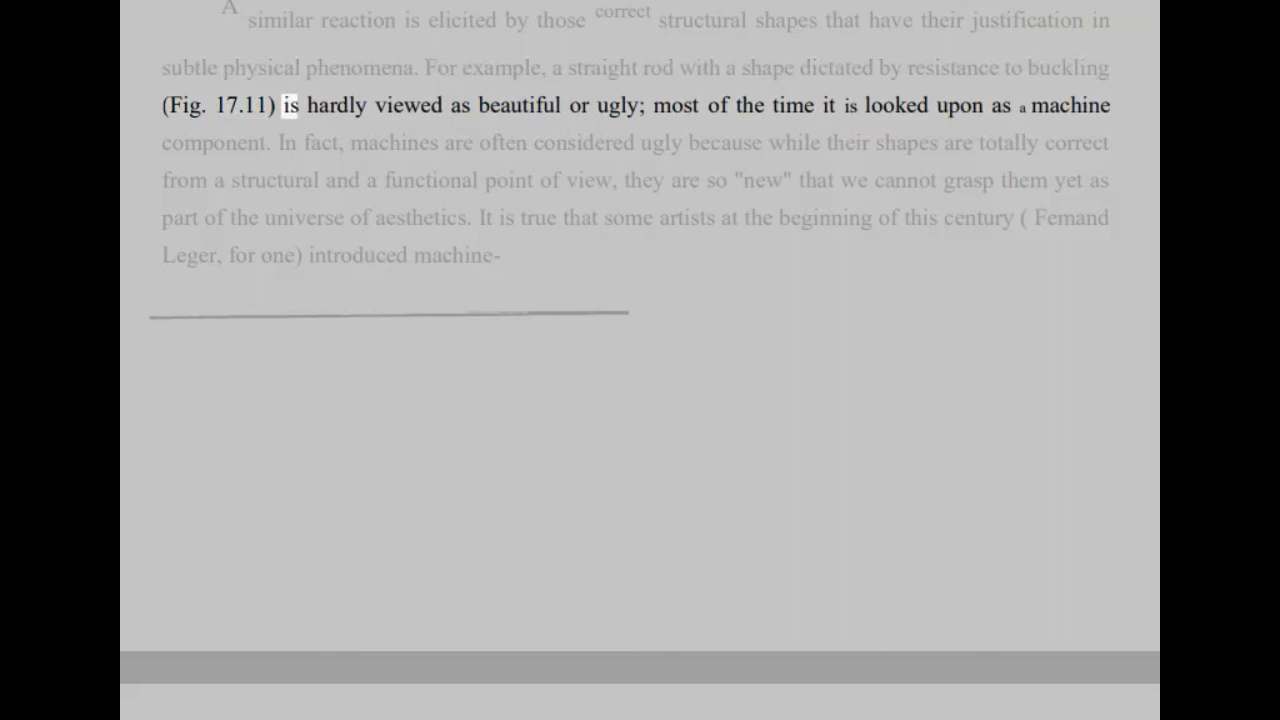 A similar reaction is elicited by those correct structural shapes that have their justification in
subtle physical phenomena. For example, a straight rod with a shape dictated by resistance to buckling
(Fig. 17.11) is hardly viewed as beautiful or ugly; most of the time it is looked upon as a machine
component. In fact, machines are often considered ugly because while their shapes are totally correct
from a structural and a functional point of view, they are so "new" that we cannot grasp them yet as
part of the universe of aesthetics. It is true that some artists at the beginning of this century ( Femand
Leger, for one) introduced machine-